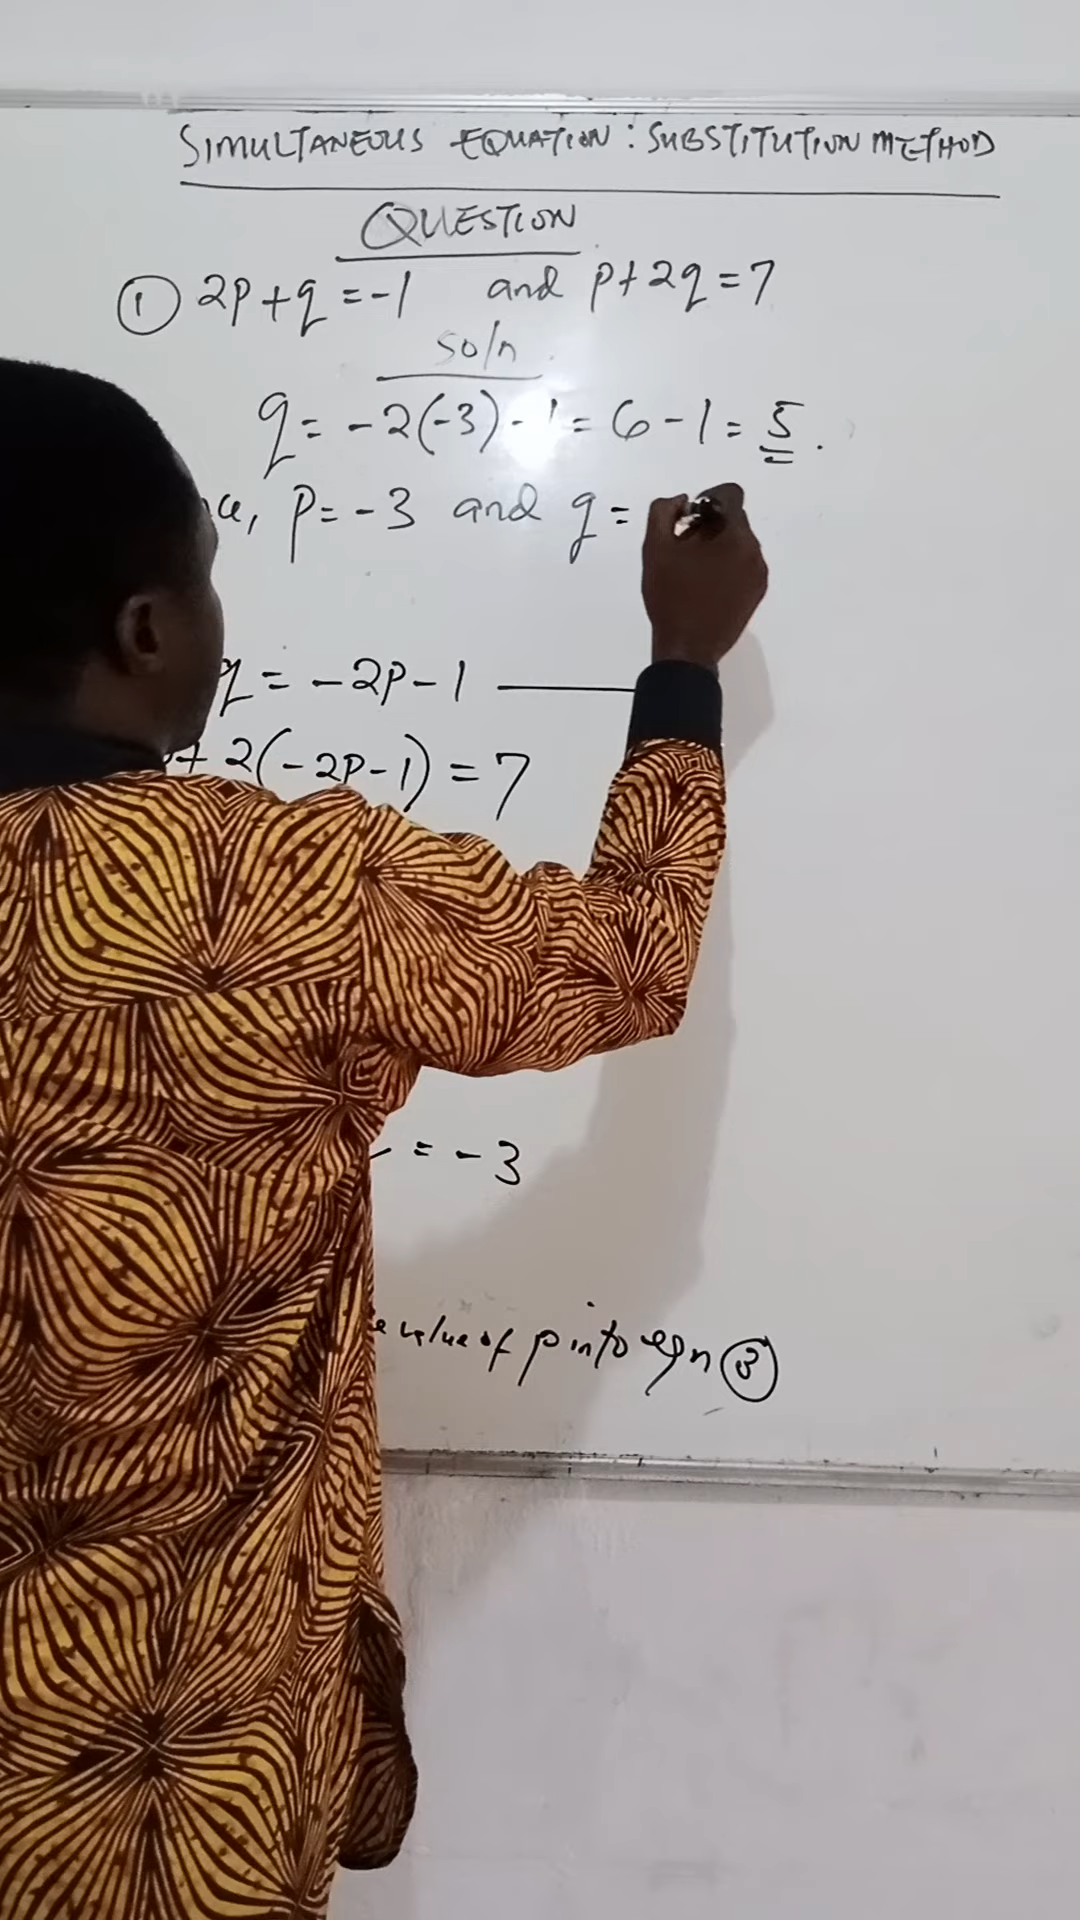 SIMULTANEOUS EQUATION : SUBSTITUTION METHOD
QUESTION
① 2p+q = -1 and p+2q = 7
soln
q = -2(-3) - 1 = 6 - 1 = 5.
p = -3 and q =
q = -2p - 1
+ 2(-2p-1) = 7
= -3
value of p into eqn ③